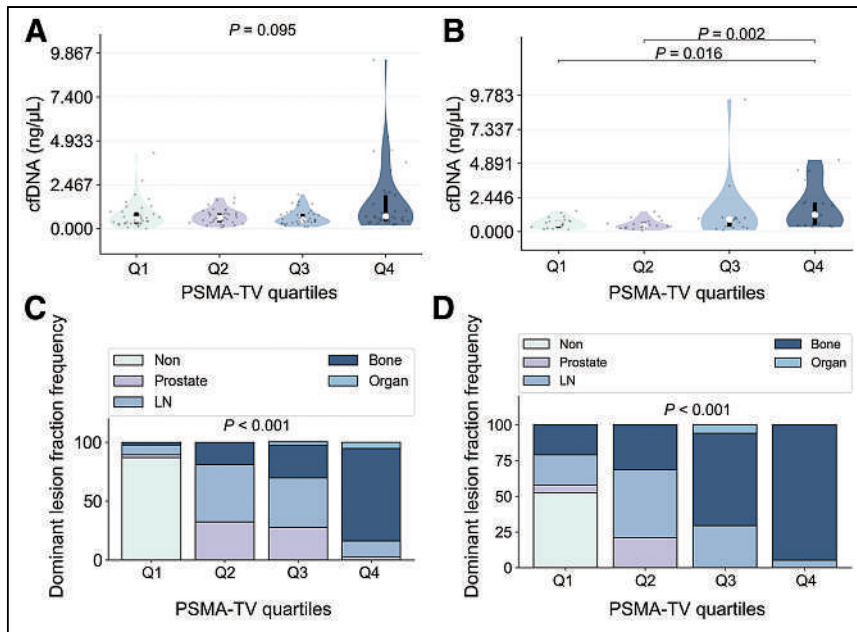 A
P = 0.095
9.867
7.400
4.933
2.467
0.000
cfDNA (ng/μL)
Q1 Q2 Q3 Q4
PSMA-TV quartiles
B
P = 0.002
P = 0.016
9.783
7.337
4.891
2.446
0.000
cfDNA (ng/μL)
Q1 Q2 Q3 Q4
PSMA-TV quartiles
C
Non Bone
Prostate Organ
LN
P < 0.001
100
50
0
Dominant lesion fraction frequency
Q1 Q2 Q3 Q4
PSMA-TV quartiles
D
Non Bone
Prostate Organ
LN
P < 0.001
100
75
50
25
0
Dominant lesion fraction frequency
Q1 Q2 Q3 Q4
PSMA-TV quartiles